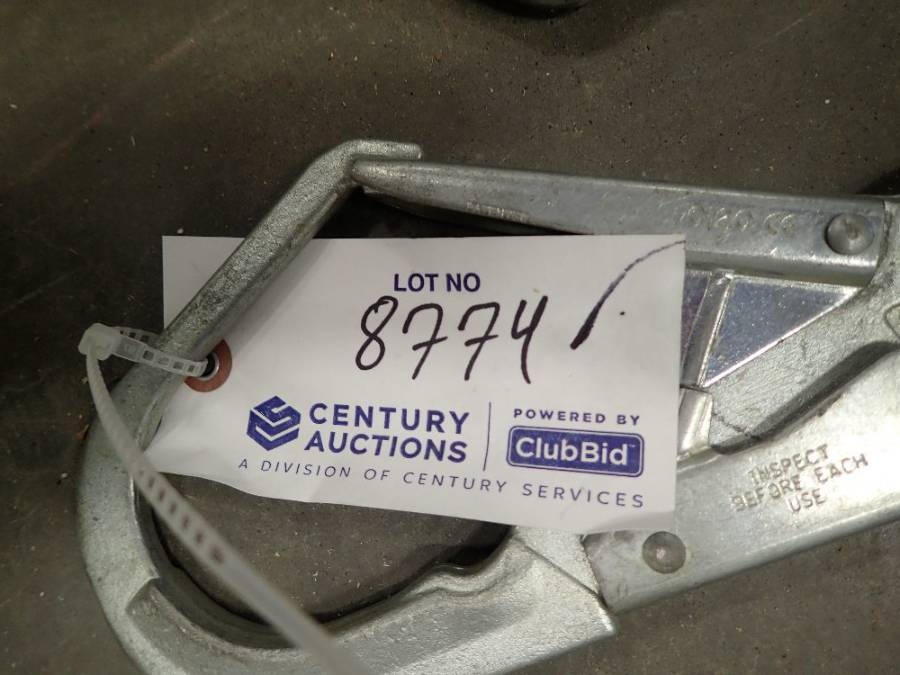 LOT NO
8774
CENTURY
AUCTIONS
A DIVISION OF CENTURY SERVICES
POWERED BY
ClubBid
INSPECT
BEFORE EACH
USE